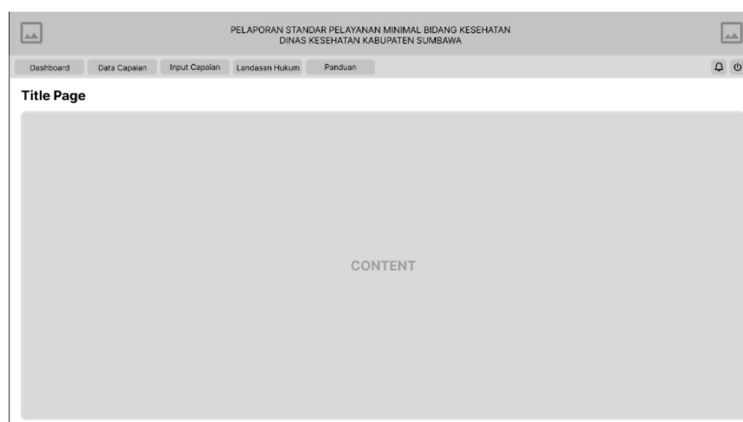 PELAPORAN STANDAR PELAYANAN MINIMAL BIDANG KESEHATAN
DINAS KESEHATAN KABUPATEN SUMBAWA
Dashboard Data Capaian Input Capaian Landasan Hukum Panduan
Title Page
CONTENT